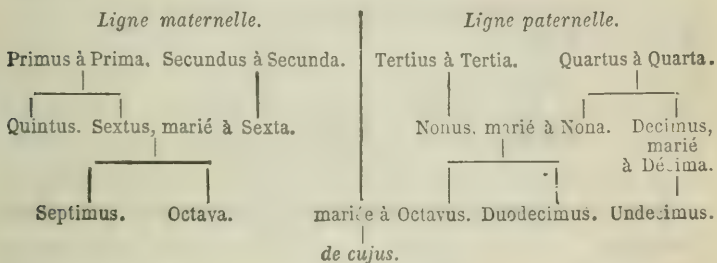 Ligne maternelle. Ligne paternelle.
Primus à Prima. Secundus à Secunda. Tertius à Tertia. Quartus à Quarta.
Quintus. Sextus, marié à Sexta. Nonus, marié à Nona. Decimus,
marié
à Décima.
Septimus. Octava. mariée à Octavus. Duodecimus. Undecimus.
de cujus.